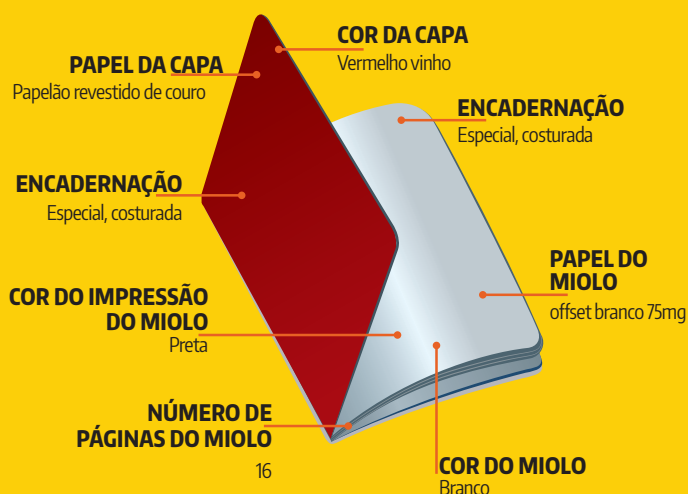 COR DA CAPA
Vermelho vinho
PAPEL DA CAPA
Papelão revestido de couro
ENCADERNAÇÃO
Especial, costurada
ENCADERNAÇÃO
Especial, costurada
PAPEL DO
MIOLO
offset branco 75mg
COR DO IMPRESSÃO
DO MIOLO
Preta
NÚMERO DE
PÁGINAS DO MIOLO
16
COR DO MIOLO
Branco